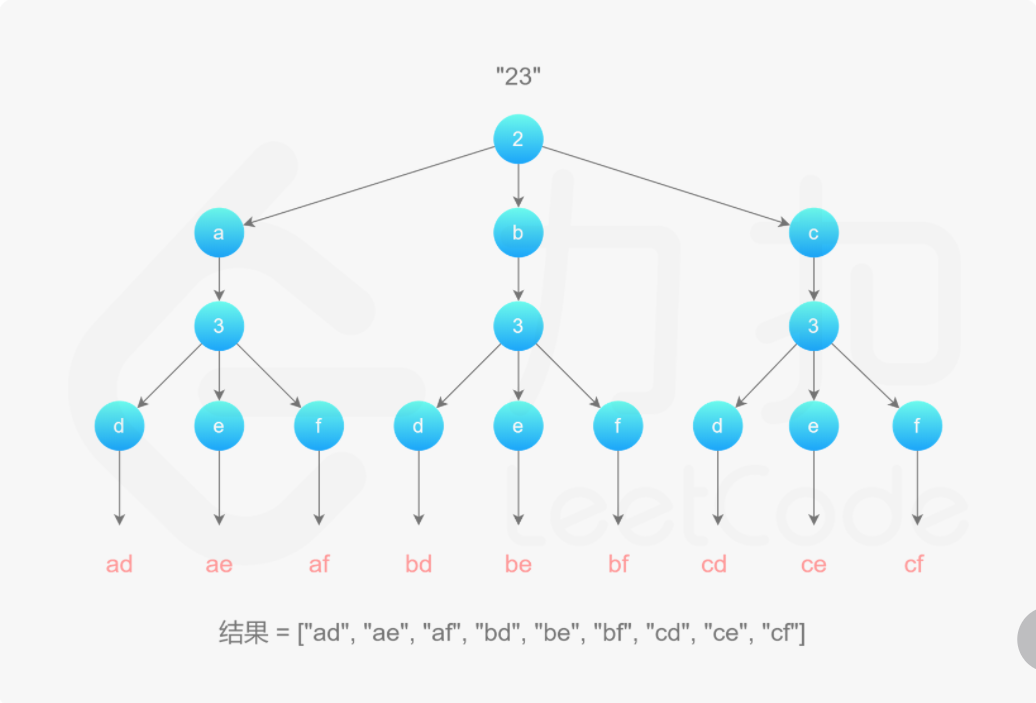 "23"
2
a b c
3 3 3
d e f d e f d e f
ad ae af bd be bf cd ce cf
结果 = ["ad", "ae", "af", "bd", "be", "bf", "cd", "ce", "cf"]
力扣
LeetCode